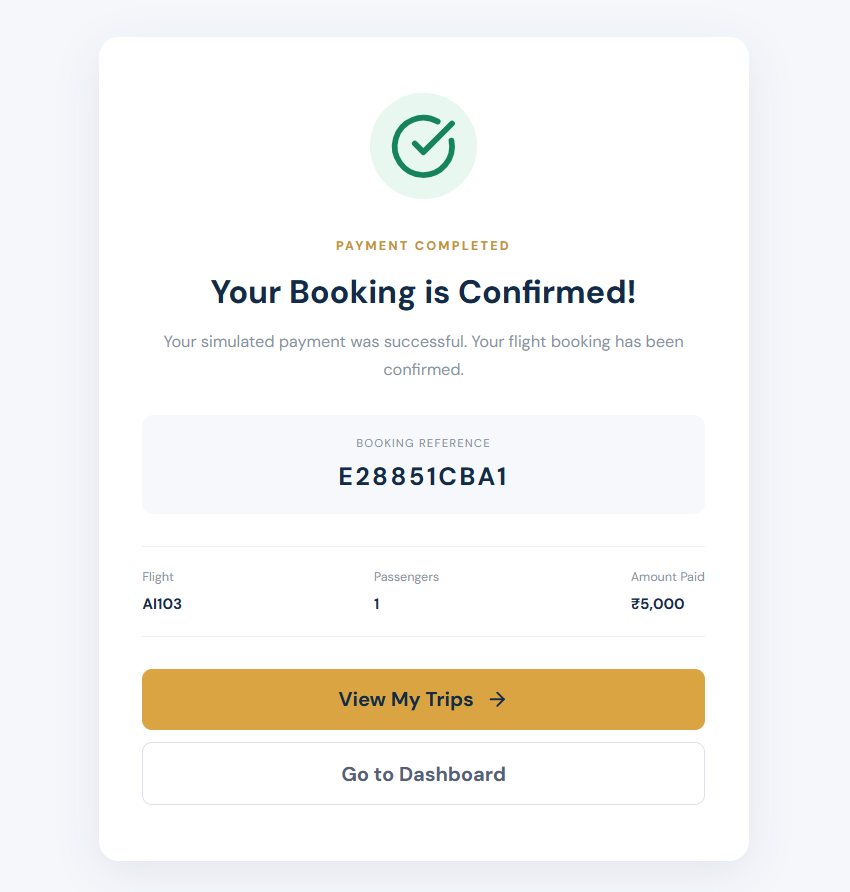 PAYMENT COMPLETED
Your Booking is Confirmed!
Your simulated payment was successful. Your flight booking has been
confirmed.
BOOKING REFERENCE
E28851CBA1
Flight Passengers Amount Paid
AI103 1 ₹5,000
View My Trips →
Go to Dashboard